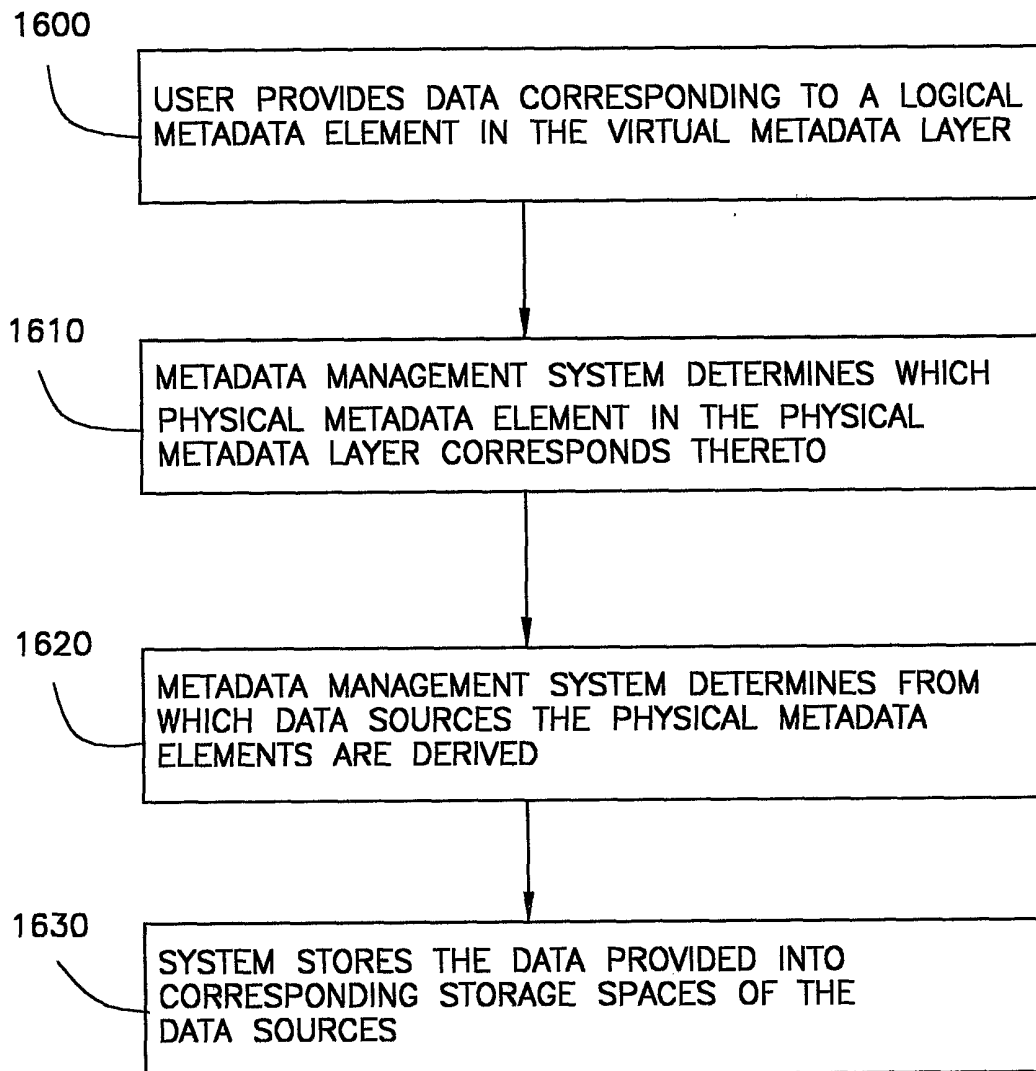 1600
USER PROVIDES DATA CORRESPONDING TO A LOGICAL
METADATA ELEMENT IN THE VIRTUAL METADATA LAYER
1610
METADATA MANAGEMENT SYSTEM DETERMINES WHICH
PHYSICAL METADATA ELEMENT IN THE PHYSICAL
METADATA LAYER CORRESPONDS THERETO
1620
METADATA MANAGEMENT SYSTEM DETERMINES FROM
WHICH DATA SOURCES THE PHYSICAL METADATA
ELEMENTS ARE DERIVED
1630
SYSTEM STORES THE DATA PROVIDED INTO
CORRESPONDING STORAGE SPACES OF THE
DATA SOURCES